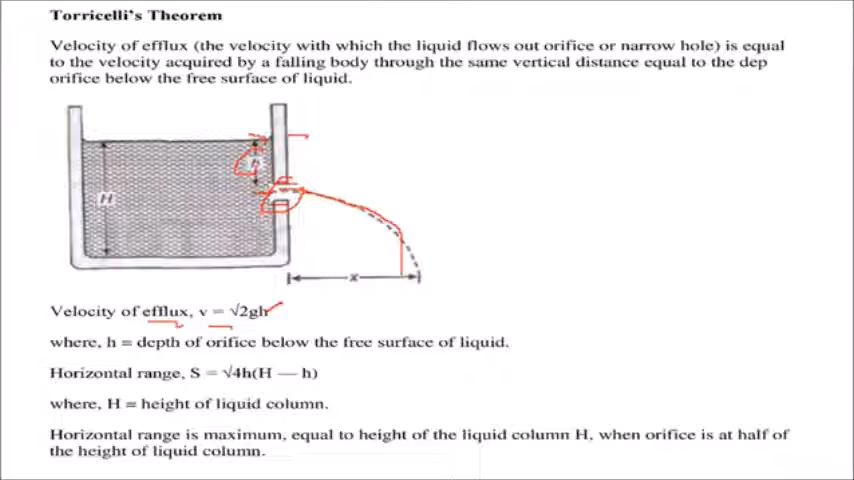 Torricelli's Theorem
Velocity of efflux (the velocity with which the liquid flows out orifice or narrow hole) is equal
to the velocity acquired by a falling body through the same vertical distance equal to the dep
orifice below the free surface of liquid.
h
H
x
Velocity of efflux, v = √2gh
where, h = depth of orifice below the free surface of liquid.
Horizontal range, S = √4h(H — h)
where, H = height of liquid column.
Horizontal range is maximum, equal to height of the liquid column H, when orifice is at half of
the height of liquid column.